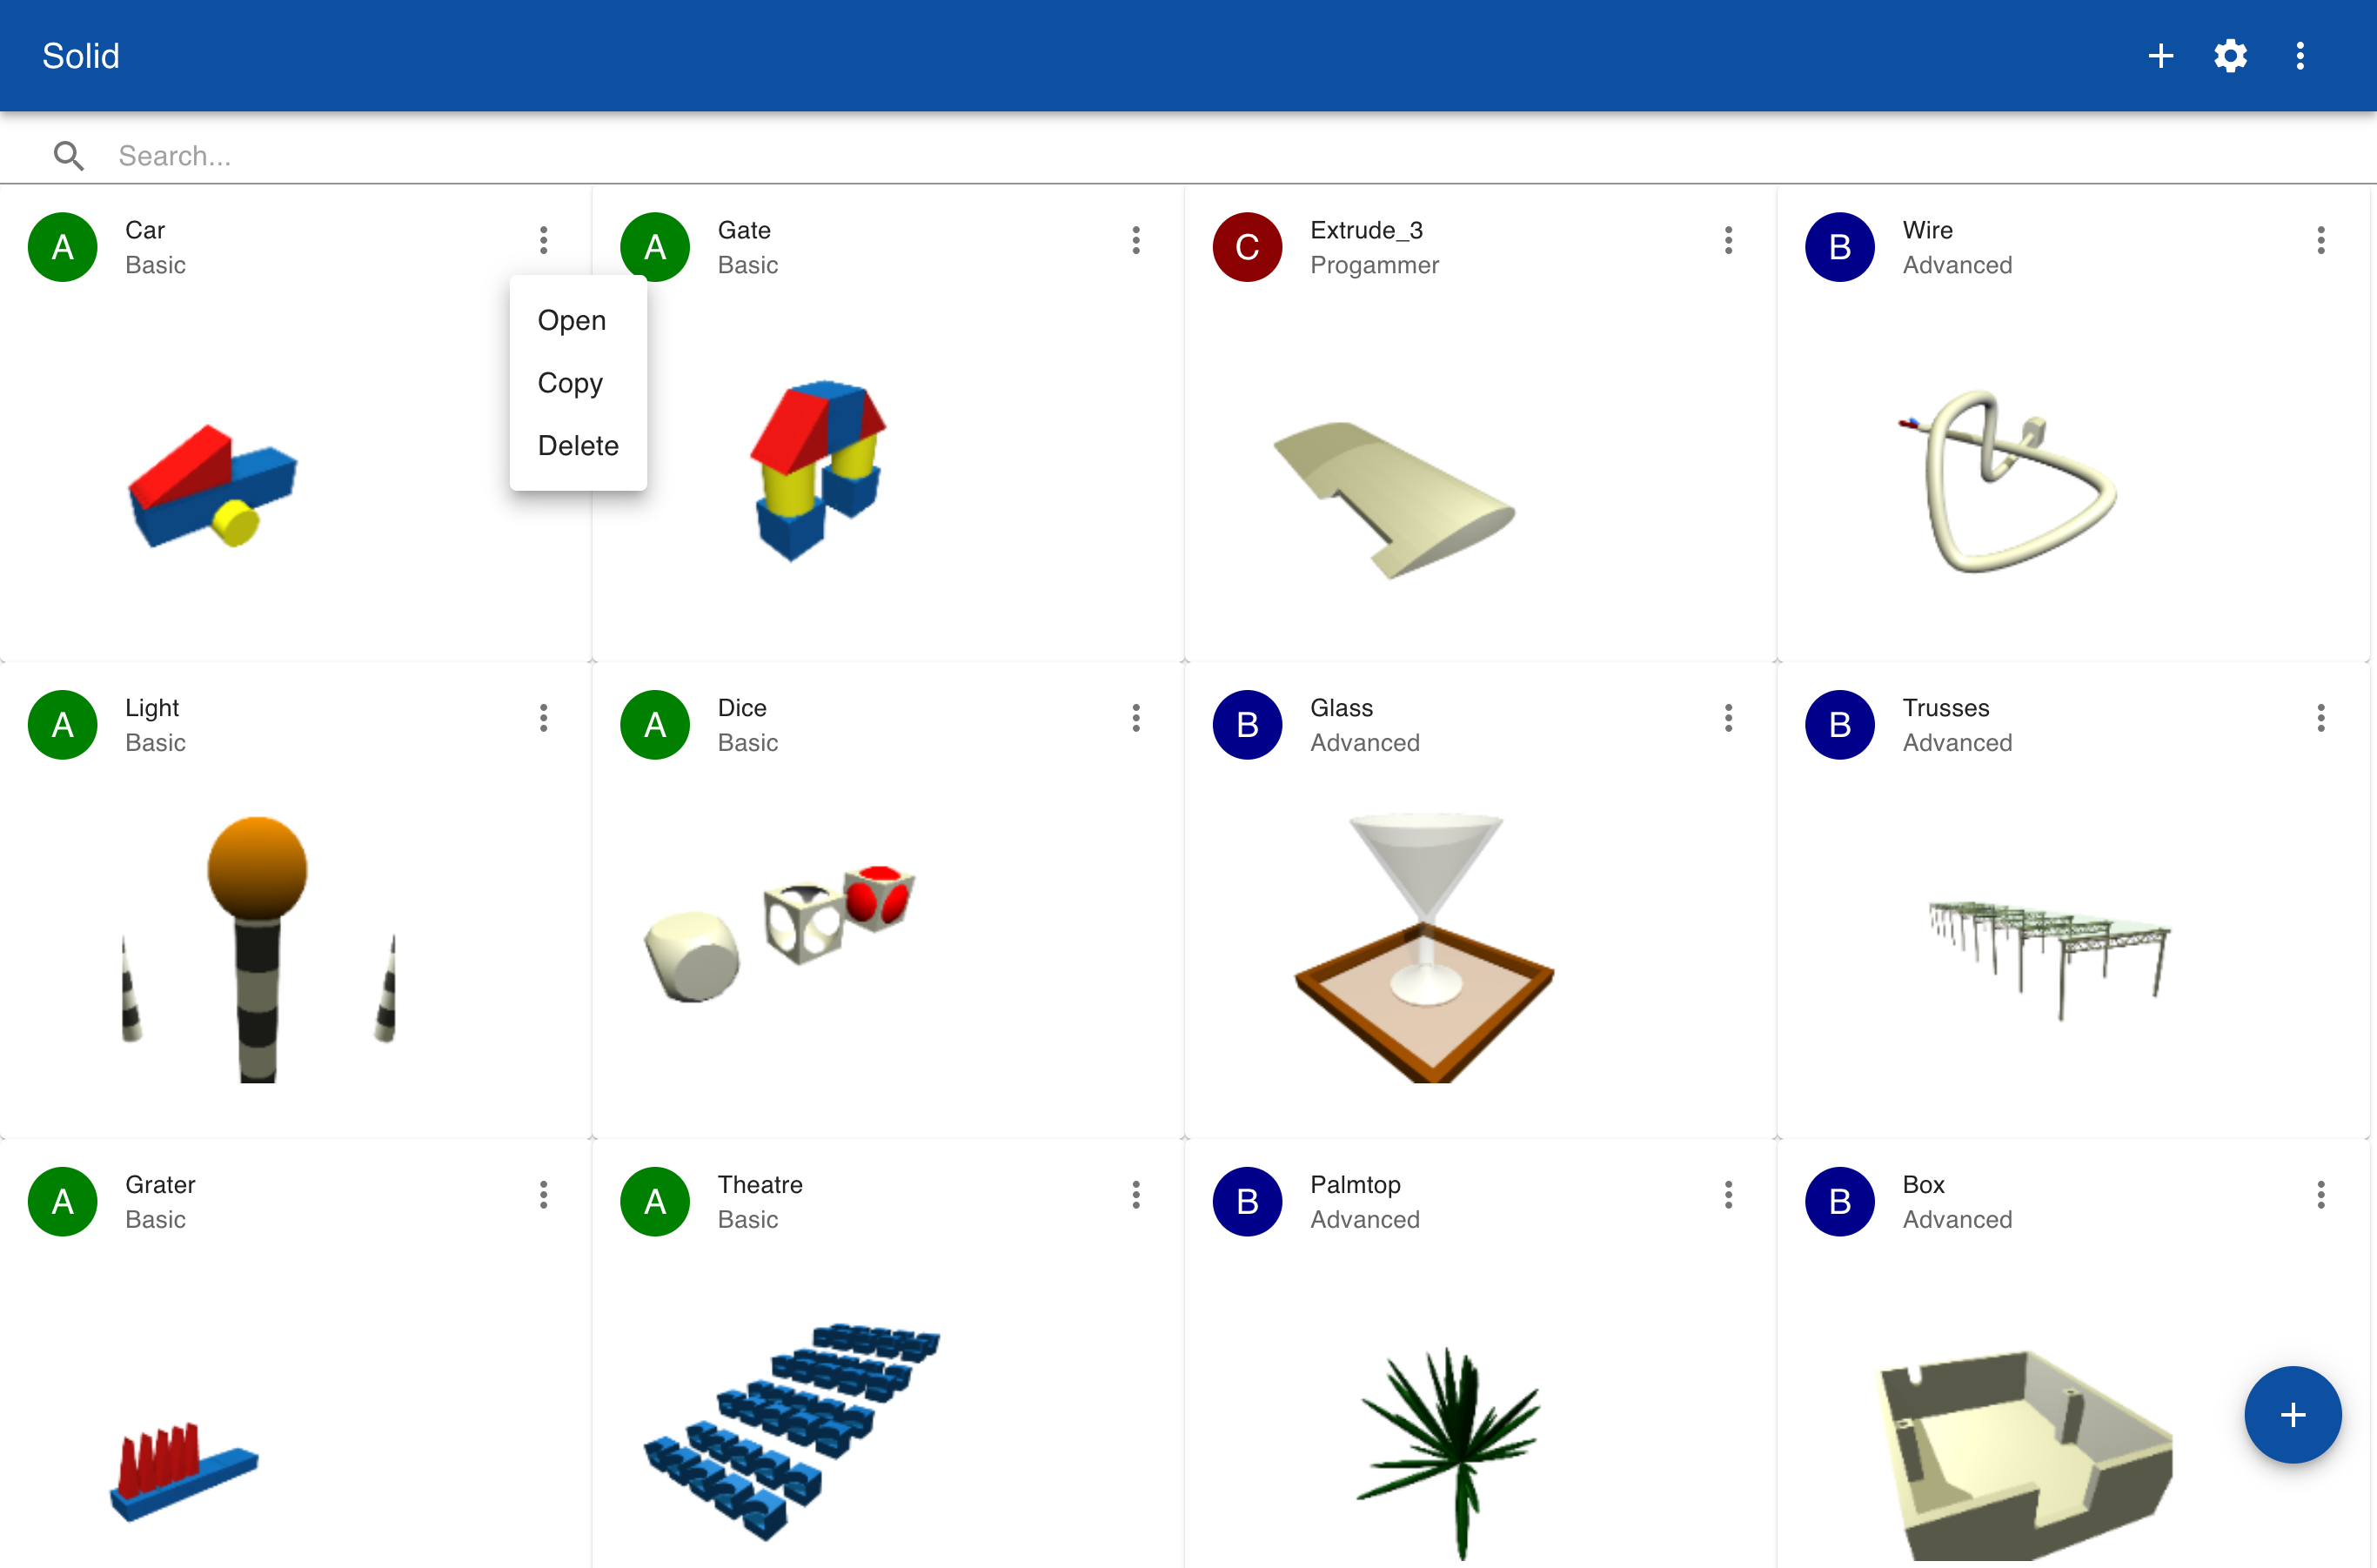 Solid
Search...
A Car
Basic
A Gate
Basic
C Extrude_3
Progammer
B Wire
Advanced
Open
Copy
Delete
A Light
Basic
A Dice
Basic
B Glass
Advanced
B Trusses
Advanced
A Grater
Basic
A Theatre
Basic
B Palmtop
Advanced
B Box
Advanced